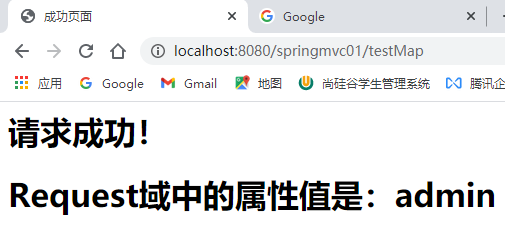 成功页面 Google
localhost:8080/springmvc01/testMap
应用 Google Gmail 地图 尚硅谷学生管理系统 腾讯企
请求成功!
Request域中的属性值是：admin